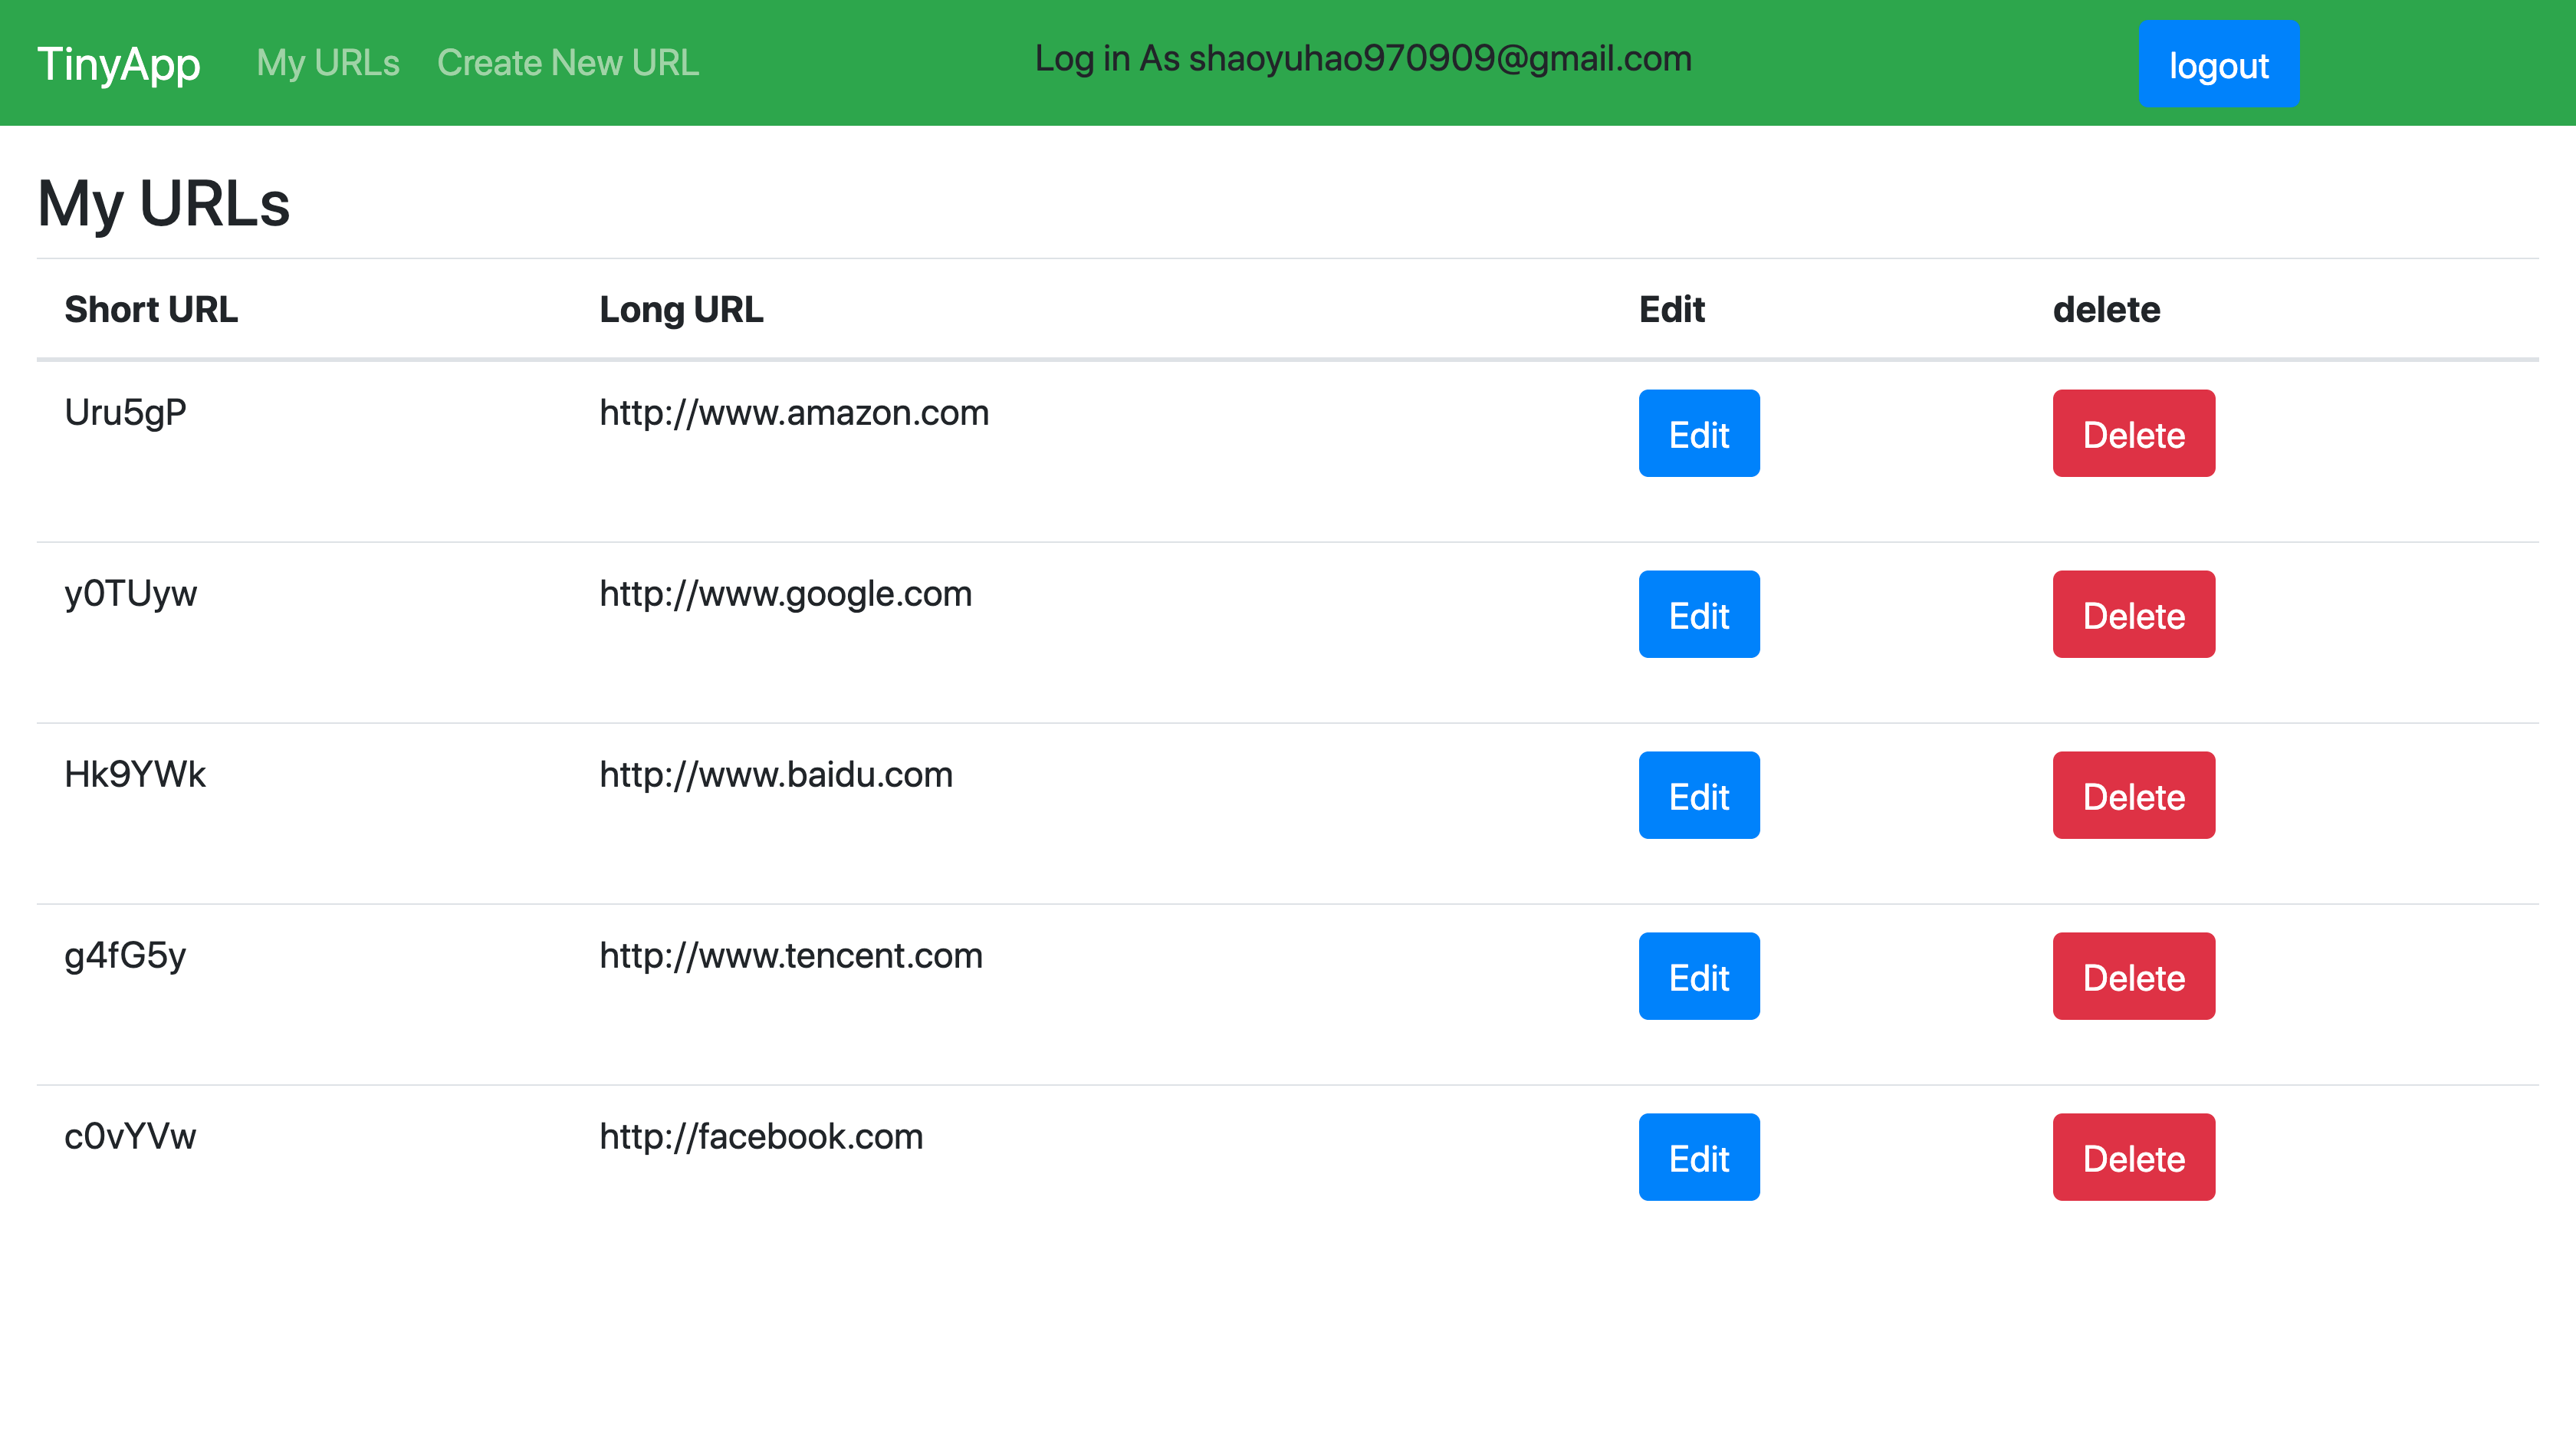 TinyApp My URLs Create New URL Log in As shaoyuhao970909@gmail.com logout
My URLs
Short URL Long URL Edit delete
Uru5gP http://www.amazon.com Edit Delete
y0TUyw http://www.google.com Edit Delete
Hk9YWk http://www.baidu.com Edit Delete
g4fG5y http://www.tencent.com Edit Delete
c0vYVw http://facebook.com Edit Delete